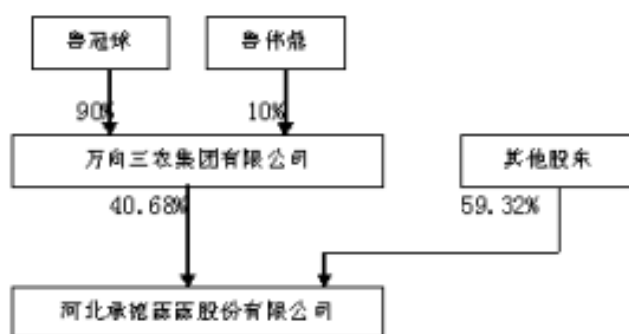 鲁冠球 鲁伟鼎
90% 10%
万向三农集团有限公司 其他股东
40.68% 59.32%
河北承德露露股份有限公司